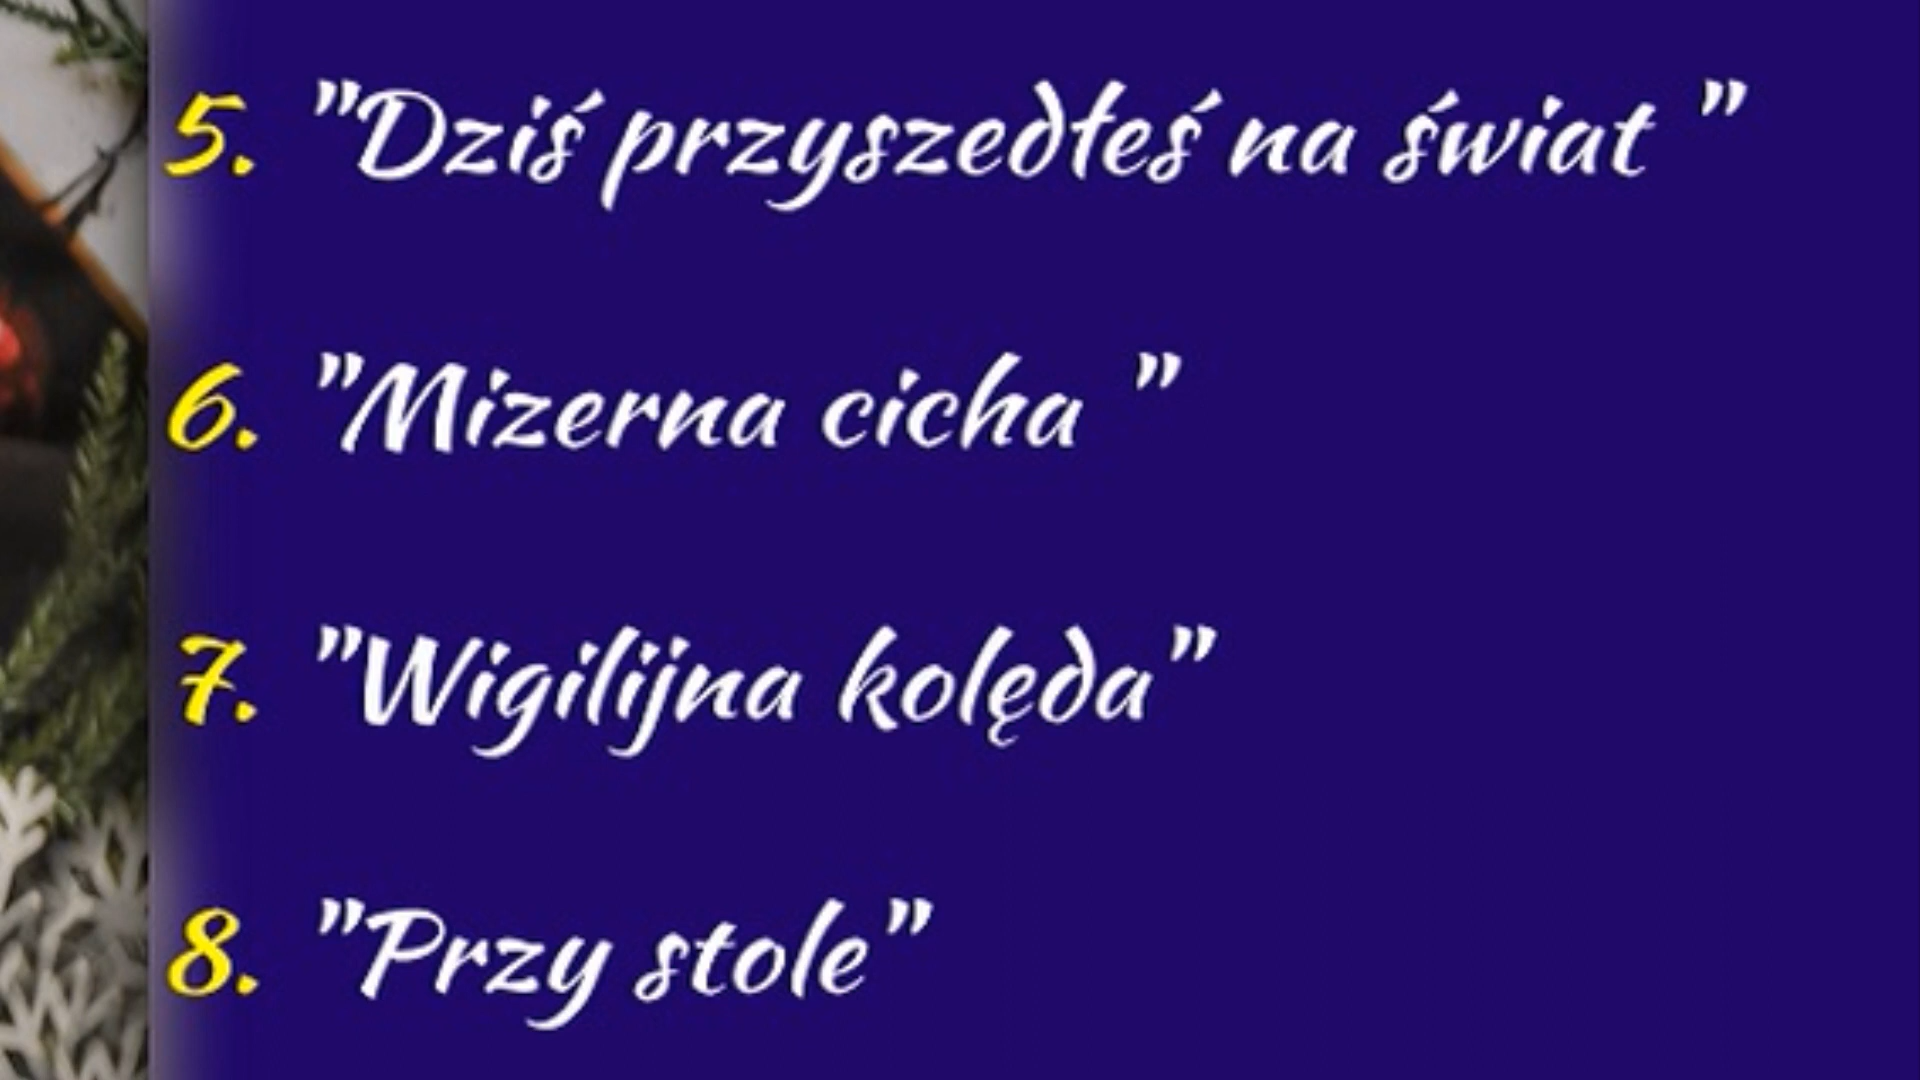 5. "Dziś przyszedłeś na świat "
6. "Mizerna cicha "
7. "Wigilijna kolęda"
8. "Przy stole"